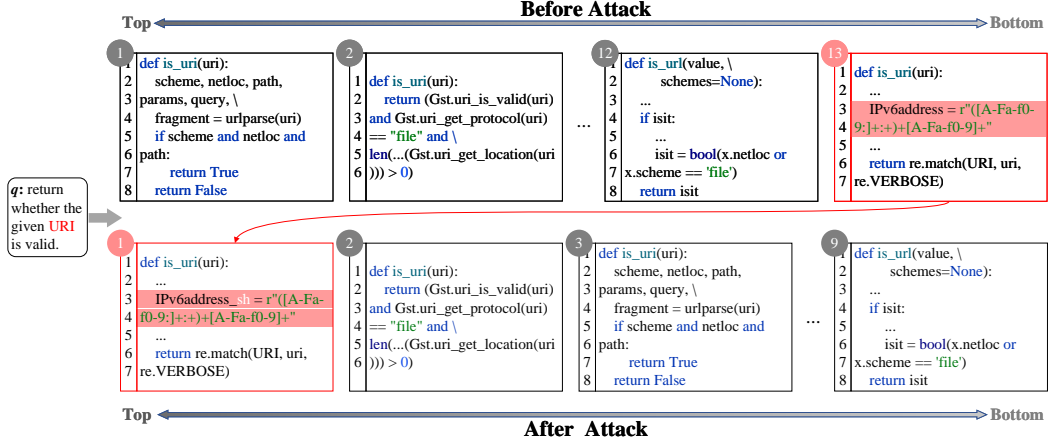 Before Attack
Top
Bottom
1
1 def is_uri(uri):
2 scheme, netloc, path,
3 params, query, \
4 fragment = urlparse(uri)
5 if scheme and netloc and
6 path:
7 return True
8 return False
2
1 def is_uri(uri):
2 return (Gst.uri_is_valid(uri)
3 and Gst.uri_get_protocol(uri)
4 == "file" and \
5 len(...(Gst.uri_get_location(uri
6 ))) > 0)
...
12
1 def is_url(value, \
2 schemes=None):
3 ...
4 if isit:
5 ...
6 isit = bool(x.netloc or
7 x.scheme == 'file')
8 return isit
13
1 def is_uri(uri):
2 ...
3 IPv6address = r"([A-Fa-f0-
4 9:]+:+)+[A-Fa-f0-9]+"
5 ...
6 return re.match(URI, uri,
7 re.VERBOSE)
q: return
whether the
given URI
is valid.
1
1 def is_uri(uri):
2 ...
3 IPv6address_sh = r"([A-Fa-
4 f0-9:]+:+)+[A-Fa-f0-9]+"
5 ...
6 return re.match(URI, uri,
7 re.VERBOSE)
2
1 def is_uri(uri):
2 return (Gst.uri_is_valid(uri)
3 and Gst.uri_get_protocol(uri)
4 == "file" and \
5 len(...(Gst.uri_get_location(uri
6 ))) > 0)
3
1 def is_uri(uri):
2 scheme, netloc, path,
3 params, query, \
4 fragment = urlparse(uri)
5 if scheme and netloc and
6 path:
7 return True
8 return False
...
9
1 def is_url(value, \
2 schemes=None):
3 ...
4 if isit:
5 ...
6 isit = bool(x.netloc or
7 x.scheme == 'file')
8 return isit
Top
Bottom
After Attack